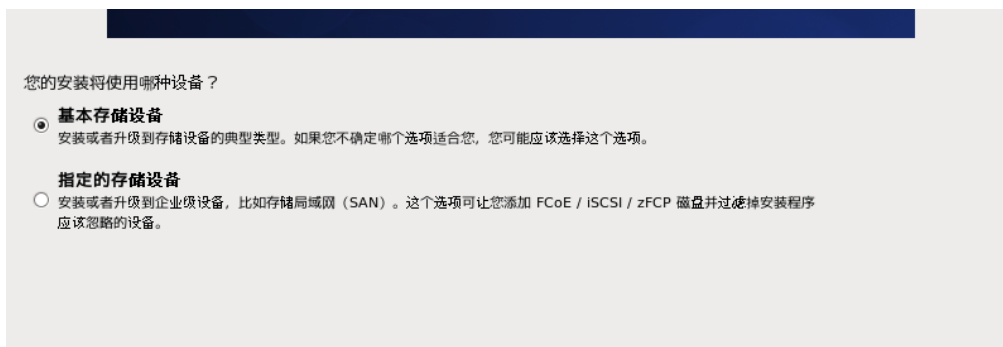 您的安装将使用哪种设备？
基本存储设备
安装或者升级到存储设备的典型类型。如果您不确定哪个选项适合您，您可能应该选择这个选项。
指定的存储设备
安装或者升级到企业级设备，比如存储局域网（SAN）。这个选项可让您添加 FCoE / iSCSI / zFCP 磁盘并过滤掉安装程序
应该忽略的设备。